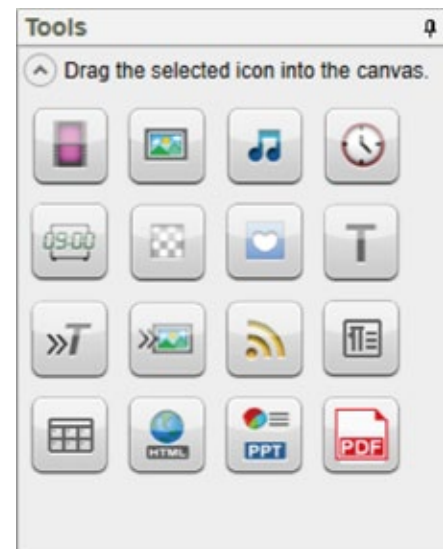 Tools
Drag the selected icon into the canvas.
09:00
T
»T
HTML
PPT
PDF